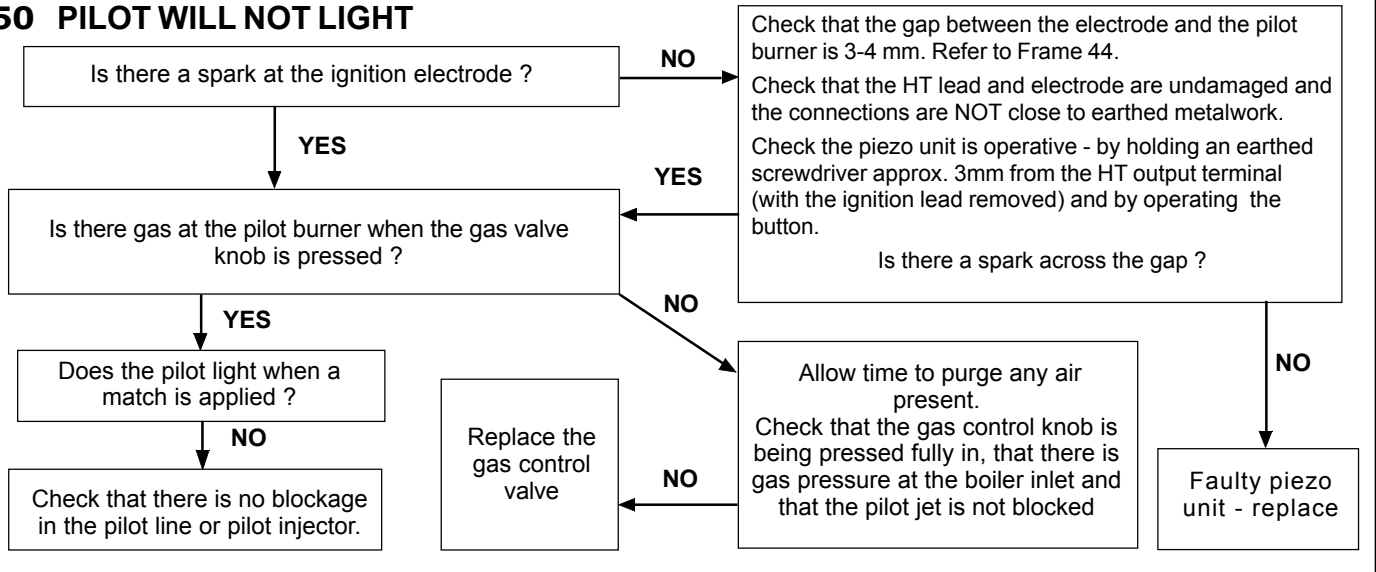 50 PILOT WILL NOT LIGHT
Is there a spark at the ignition electrode ?
NO
Check that the gap between the electrode and the pilot
burner is 3-4 mm. Refer to Frame 44.
Check that the HT lead and electrode are undamaged and
the connections are NOT close to earthed metalwork.
Check the piezo unit is operative - by holding an earthed
screwdriver approx. 3mm from the HT output terminal
(with the ignition lead removed) and by operating the
button.
Is there a spark across the gap ?
YES
YES
Is there gas at the pilot burner when the gas valve
knob is pressed ?
YES
NO
NO
Does the pilot light when a
match is applied ?
NO
Check that there is no blockage
in the pilot line or pilot injector.
Replace the
gas control
valve
NO
Allow time to purge any air
present.
Check that the gas control knob is
being pressed fully in, that there is
gas pressure at the boiler inlet and
that the pilot jet is not blocked
Faulty piezo
unit - replace